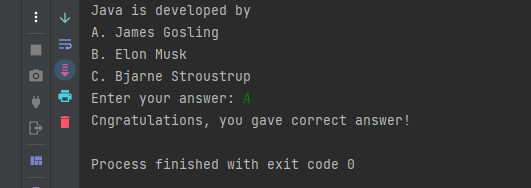 Java is developed by
A. James Gosling
B. Elon Musk
C. Bjarne Stroustrup
Enter your answer: A
Cngratulations, you gave correct answer!
Process finished with exit code 0